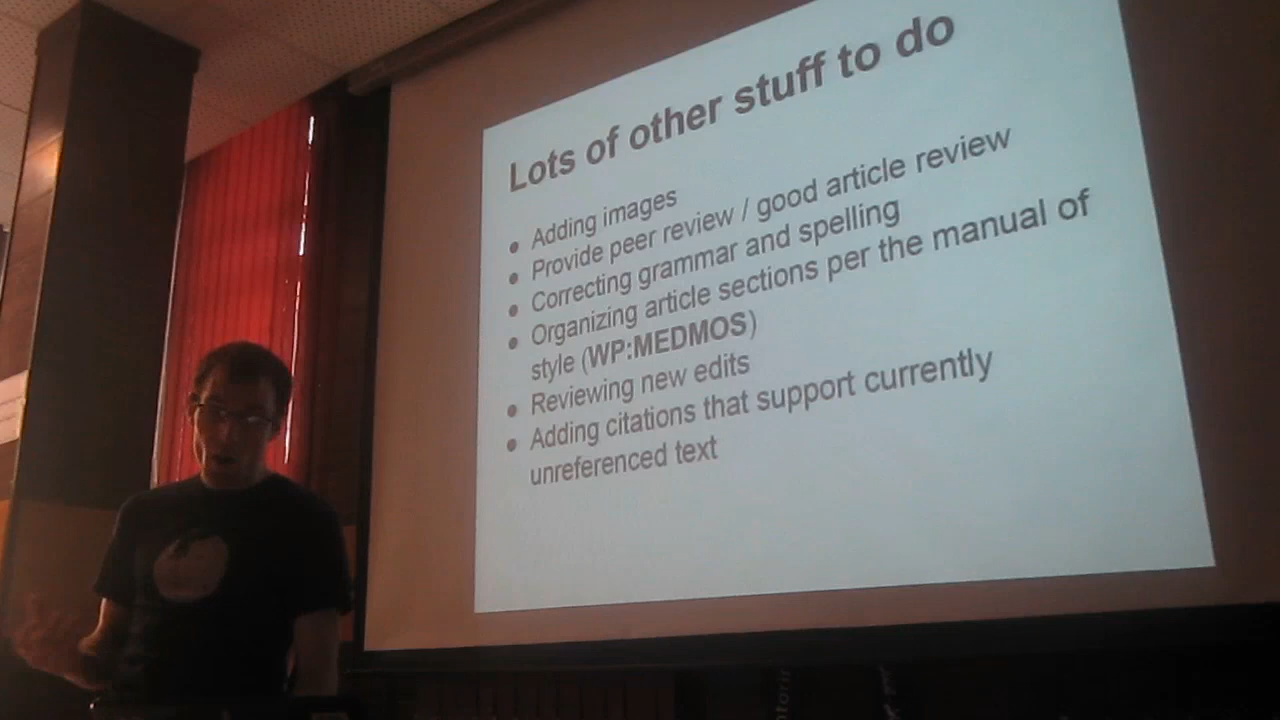 Lots of other stuff to do
● Adding images
● Provide peer review / good article review
● Correcting grammar and spelling
● Organizing article sections per the manual of
style (WP:MEDMOS)
● Reviewing new edits
● Adding citations that support currently
unreferenced text